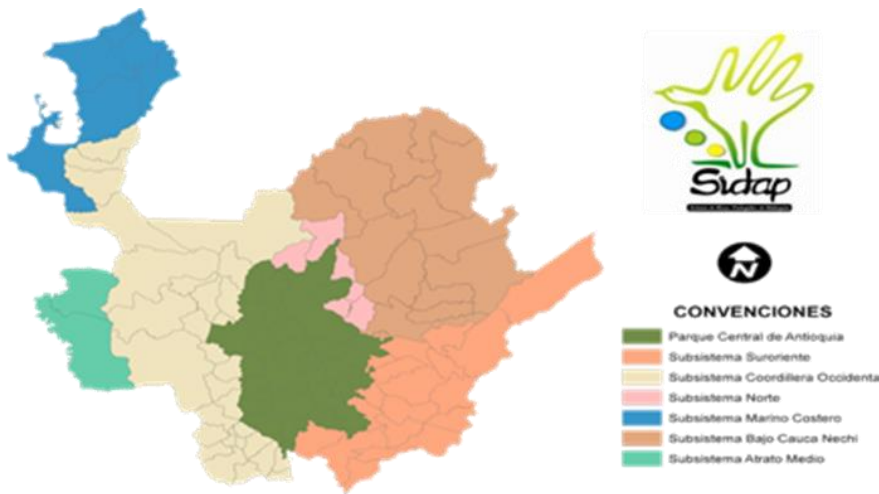 Sidap
N
CONVENCIONES
Parque Central de Antioquia
Subsistema Suroriente
Subsistema Coordillera Occidenta
Subsistema Norte
Subsistema Marino Costero
Subsistema Bajo Cauca Nechí
Subsistema Atrato Medio